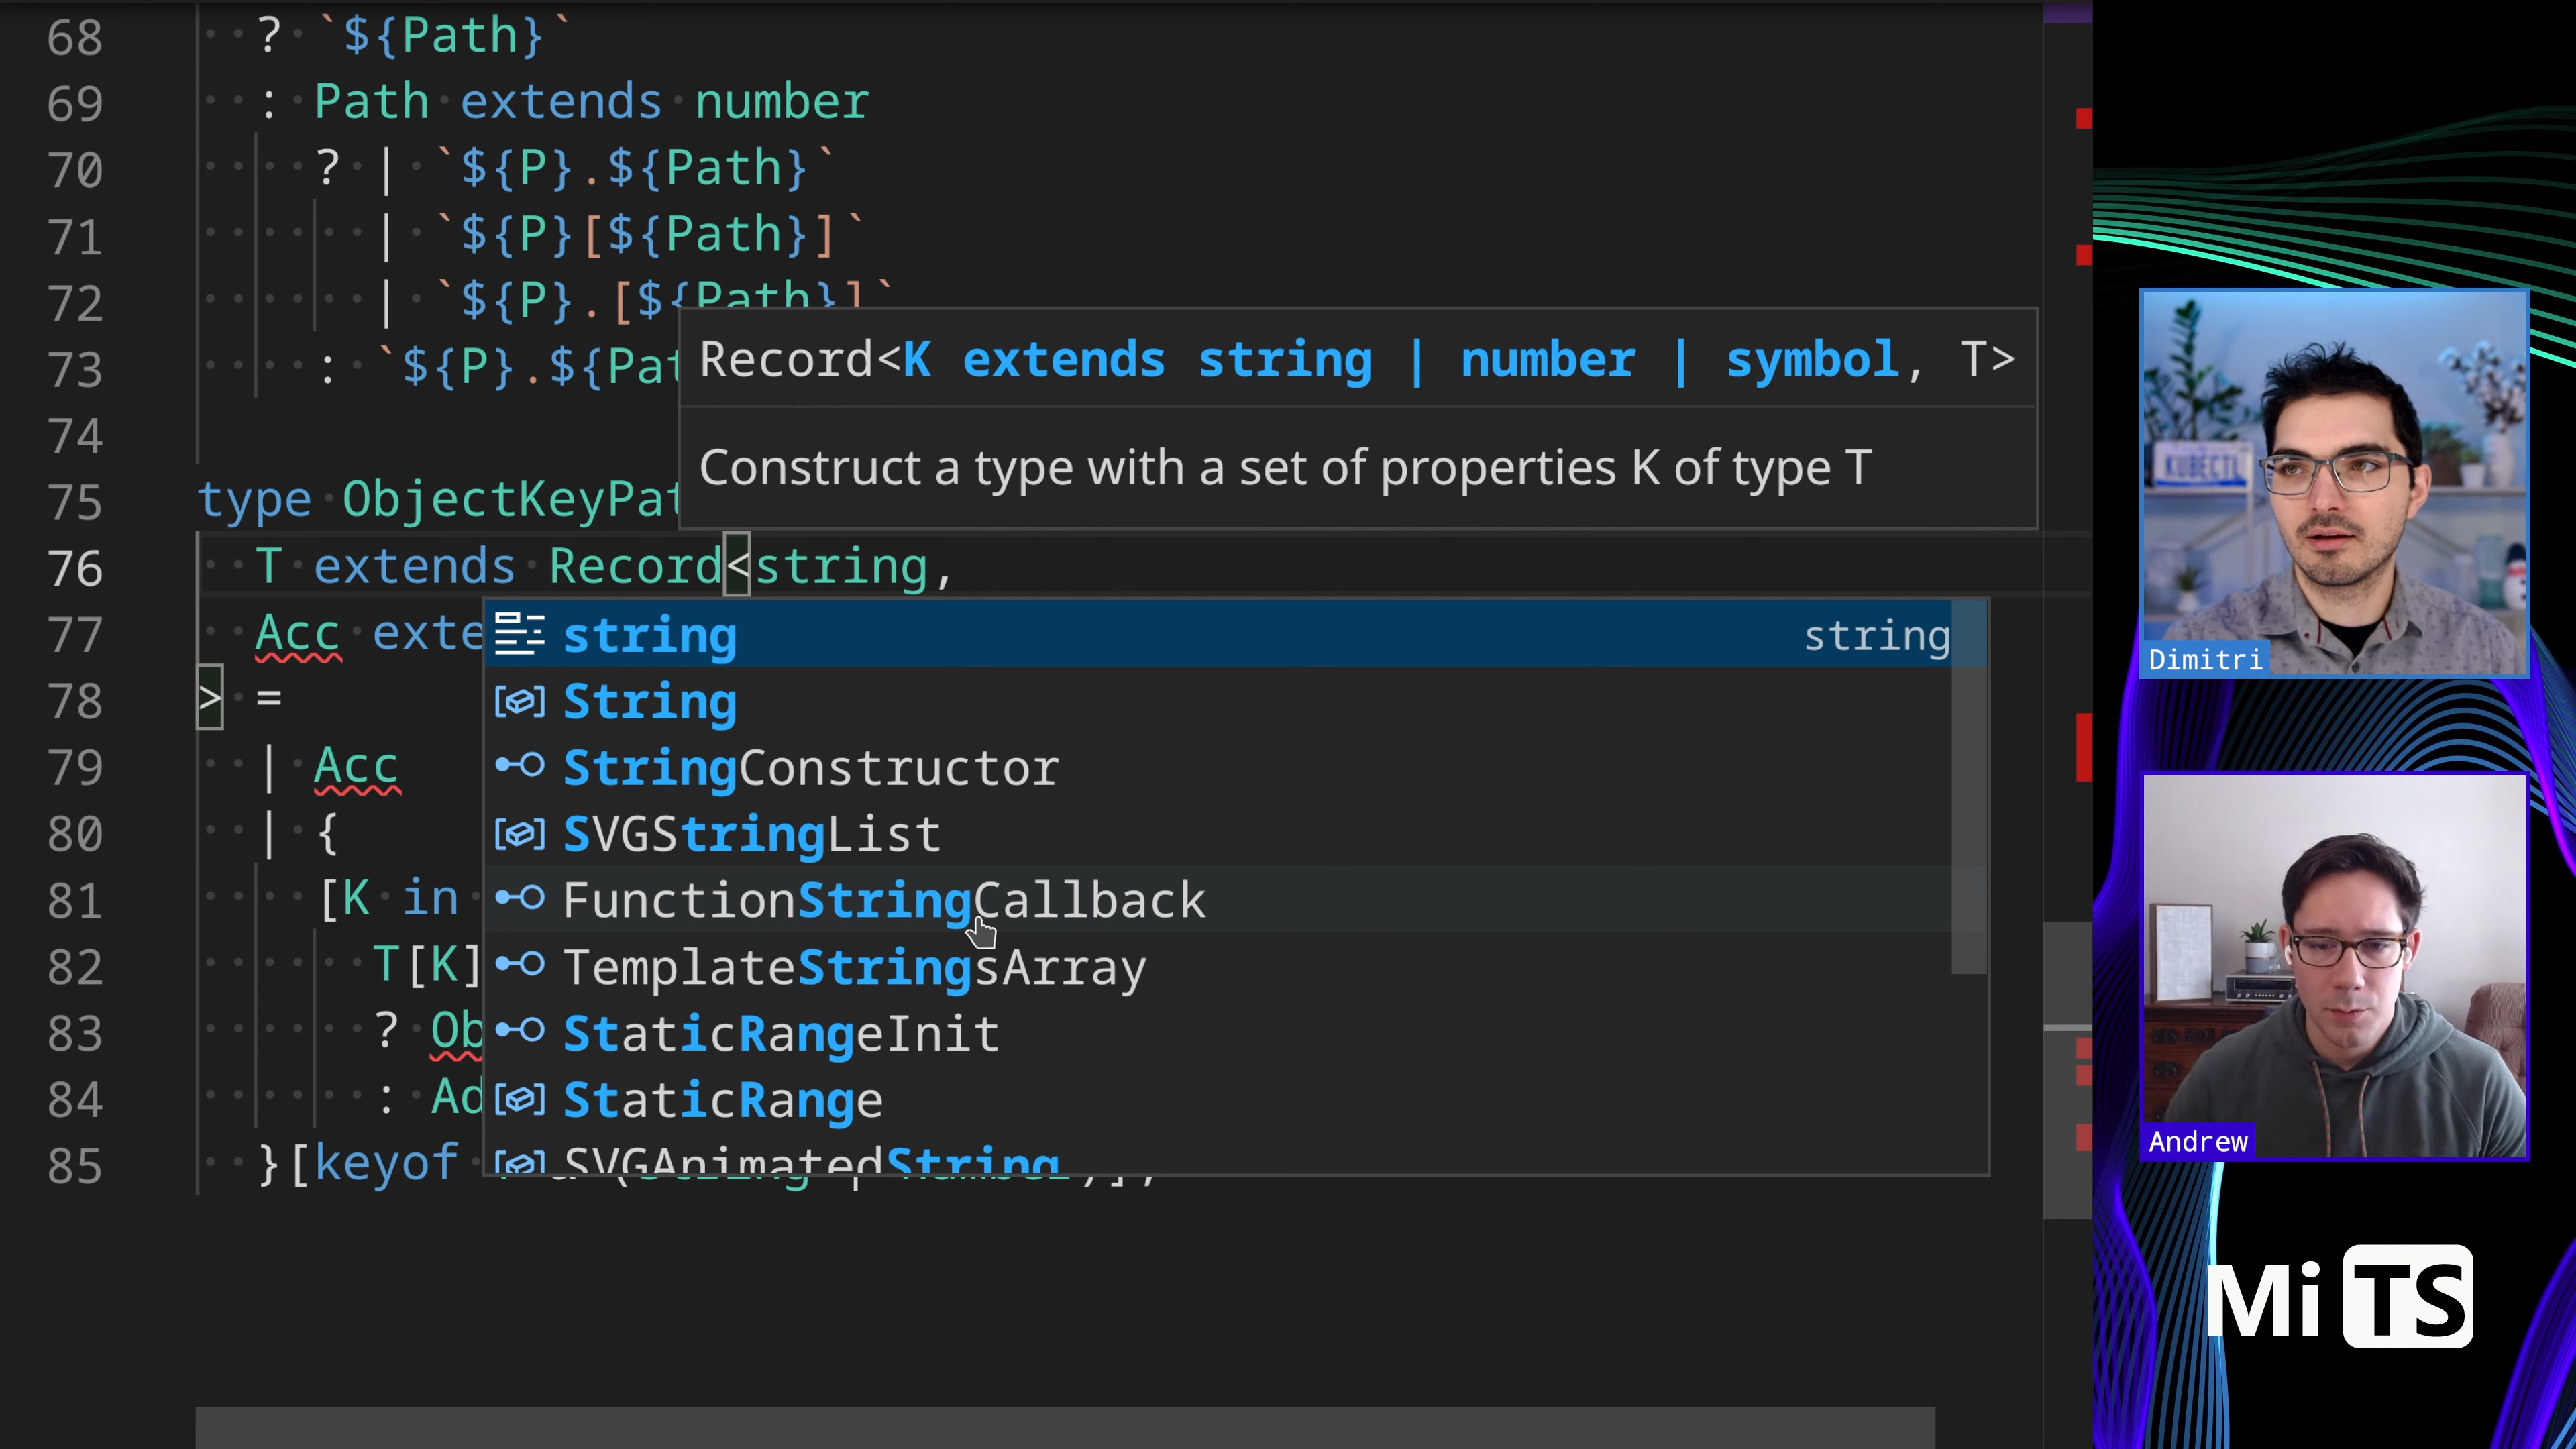 68 ? `${Path}`
69 : Path extends number
70 ? | `${P}.${Path}`
71 | `${P}[${Path}]`
72 | `${P}.[${Path}]`
73 : `${P}.${Pat
Record<K extends string | number | symbol, T>
Construct a type with a set of properties K of type T
74
75 type ObjectKeyPat
76 T extends Record<string,
77 Acc exte
78 > =
79 | Acc
80 | {
81 [K in
82 T[K]
83 ? Ob
84 : Ad
85 }[keyof
string string
String
StringConstructor
SVGStringList
FunctionStringCallback
TemplateStringsArray
StaticRangeInit
StaticRange
SVGAnimatedString
KUBECTL
Dimitri
Andrew
Mi TS